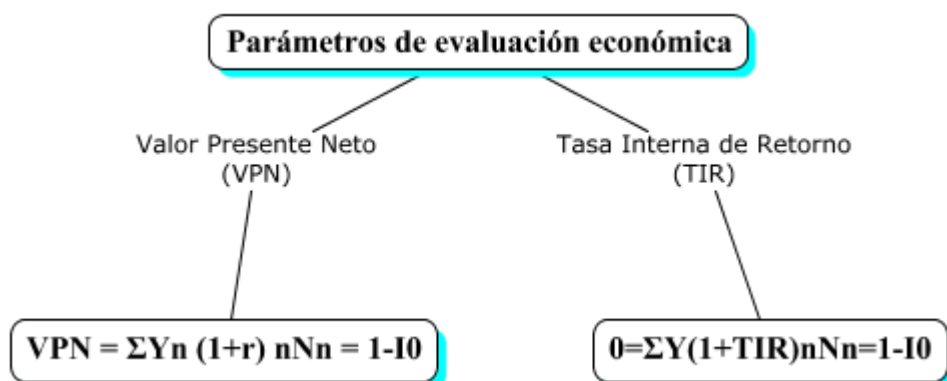 Parámetros de evaluación económica
Valor Presente Neto
(VPN)
Tasa Interna de Retorno
(TIR)
VPN = ΣYn (1+r) nNn = 1-I0
0=ΣY(1+TIR)nNn=1-I0